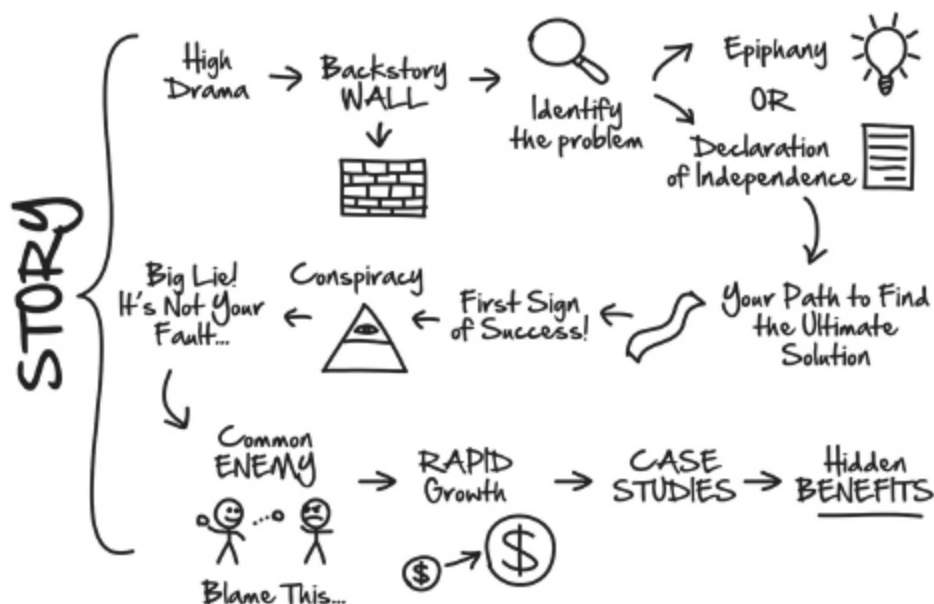 STORY
High
Drama
Backstory
WALL
Identify
the problem
Epiphany
OR
Declaration
of Independence
Your Path to Find
the Ultimate
Solution
First Sign
of Success!
Conspiracy
Big Lie!
It's Not Your
Fault...
Common
ENEMY
Blame This...
RAPID
Growth
$
$
CASE
STUDIES
Hidden
BENEFITS